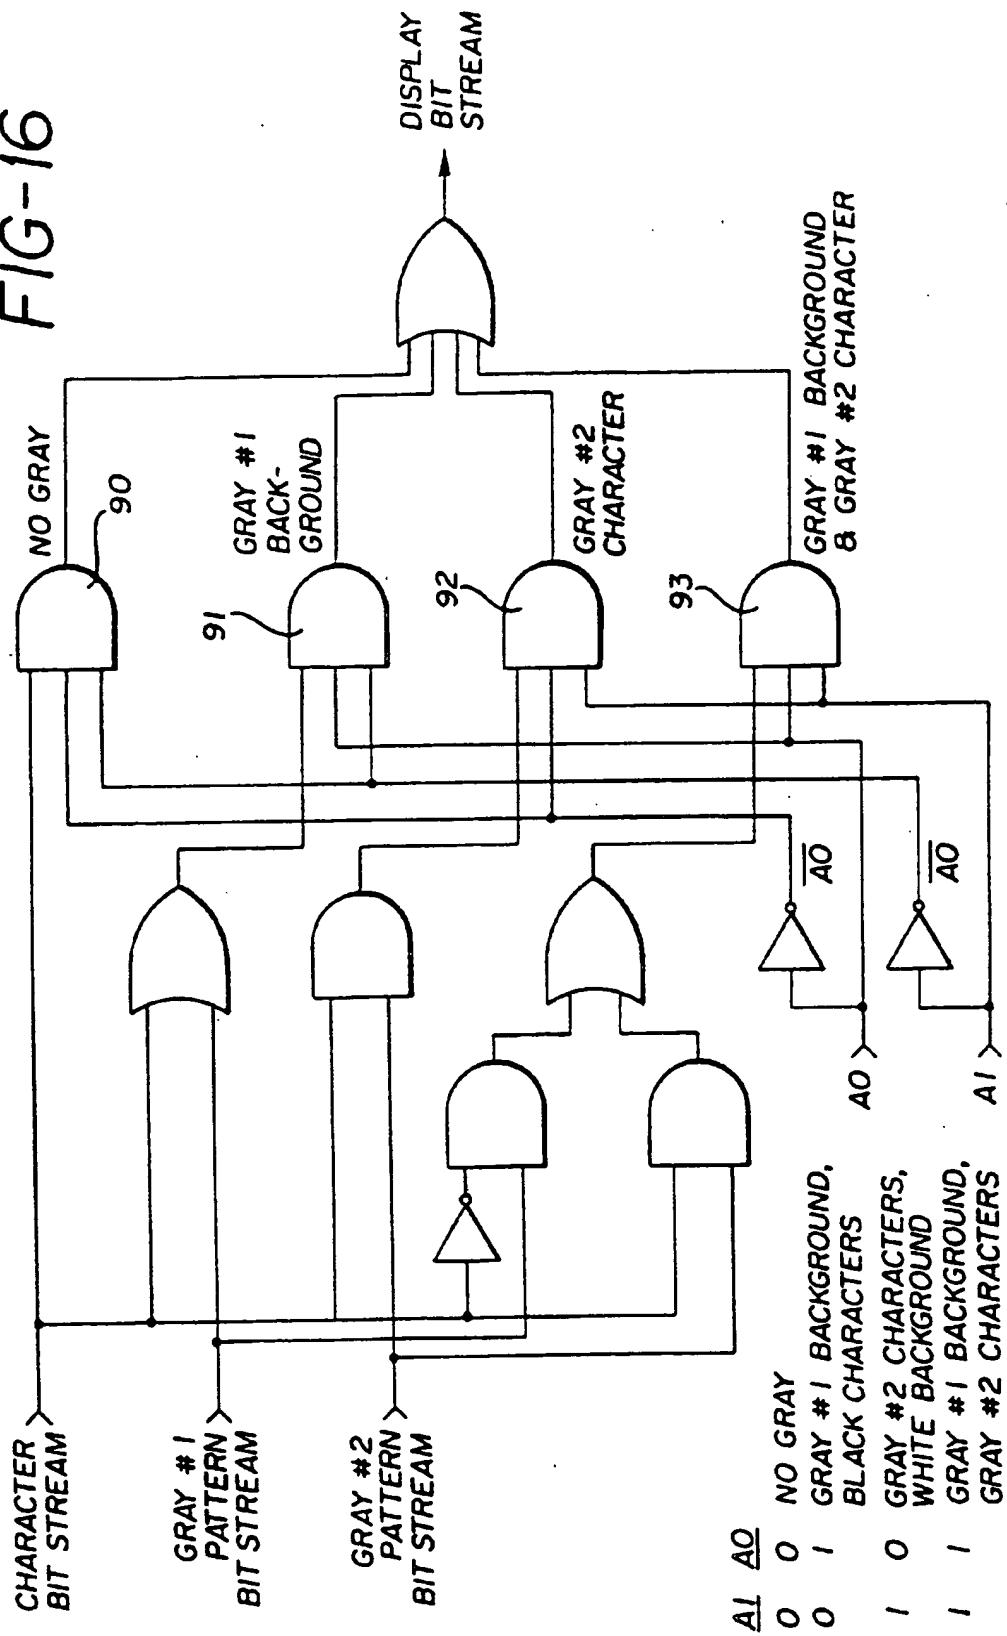 FIG-16
CHARACTER
BIT STREAM
GRAY #1
PATTERN
BIT STREAM
GRAY #2
PATTERN
BIT STREAM
NO GRAY
90
GRAY #1
BACK-
GROUND
91
GRAY #2
CHARACTER
92
GRAY #1 BACKGROUND
& GRAY #2 CHARACTER
93
DISPLAY
BIT
STREAM
A0
A̅0̅
A1
A̅0̅
A1 A0
0 0 NO GRAY
0 1 GRAY #1 BACKGROUND,
BLACK CHARACTERS
1 0 GRAY #2 CHARACTERS,
WHITE BACKGROUND
1 1 GRAY #1 BACKGROUND,
GRAY #2 CHARACTERS